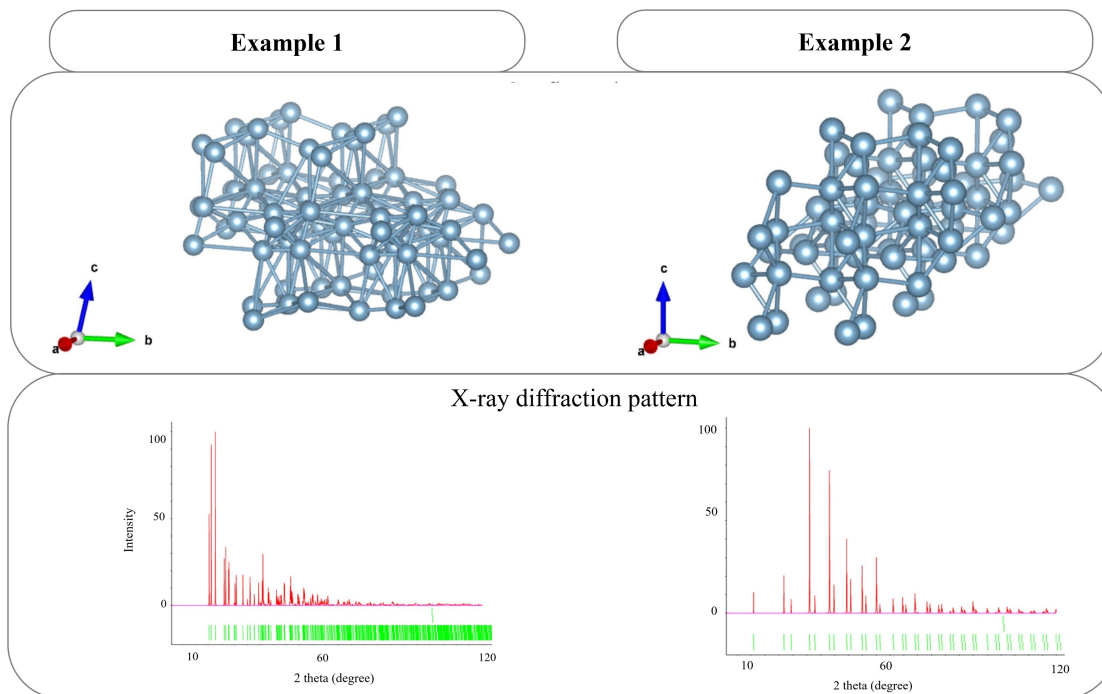 Example 1
Example 2
c
b
a
c
b
a
X-ray diffraction pattern
100
50
0
Intensity
10
60
120
2 theta (degree)
100
50
0
10
60
120
2 theta (degree)